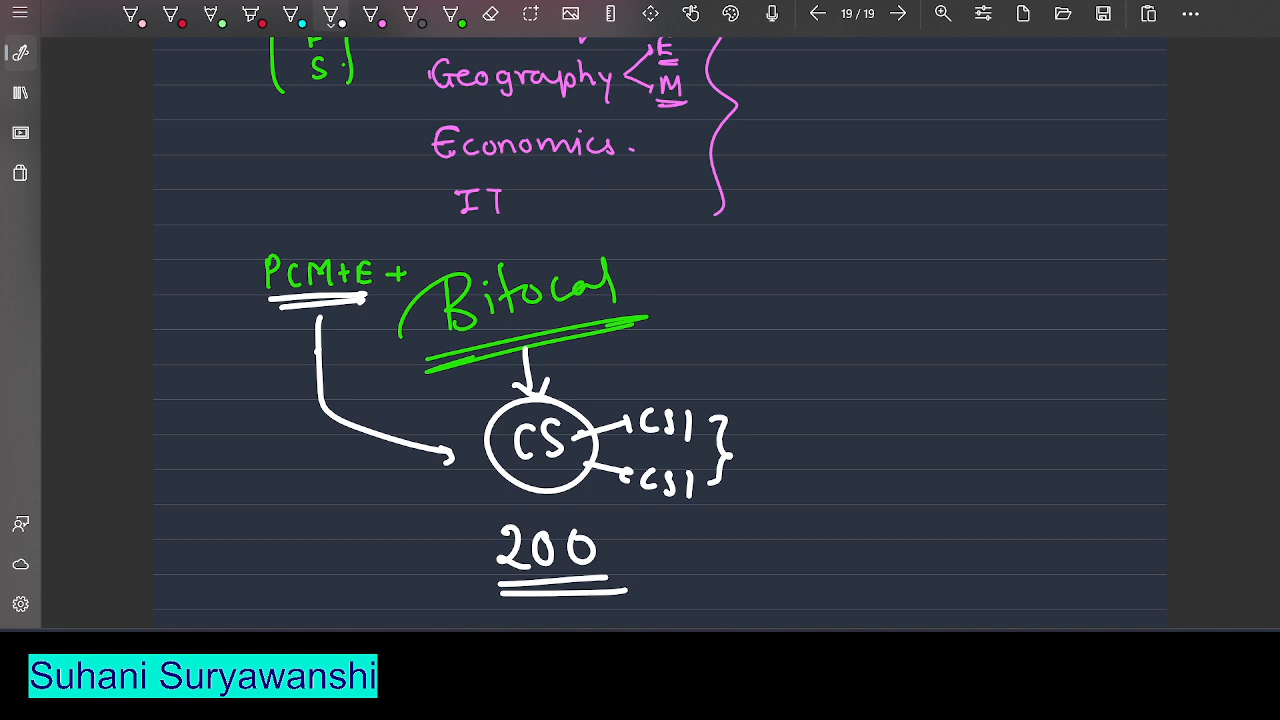 19/19
S.
Geography E
M
Economics.
IT
PCM+E + Bifocal
CS CS1
CS1
200
Suhani Suryawanshi